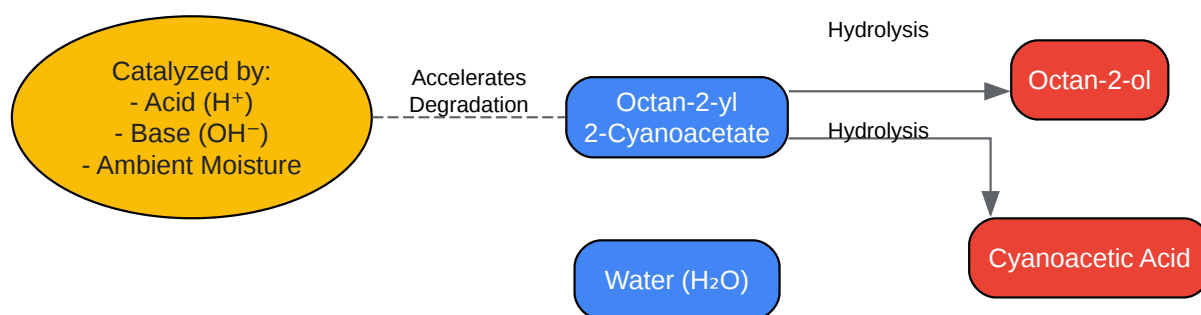 Catalyzed by:
- Acid (H⁺)
- Base (OH⁻)
- Ambient Moisture
Accelerates
Degradation
Octan-2-yl
2-Cyanoacetate
Hydrolysis
Hydrolysis
Octan-2-ol
Cyanoacetic Acid
Water (H₂O)